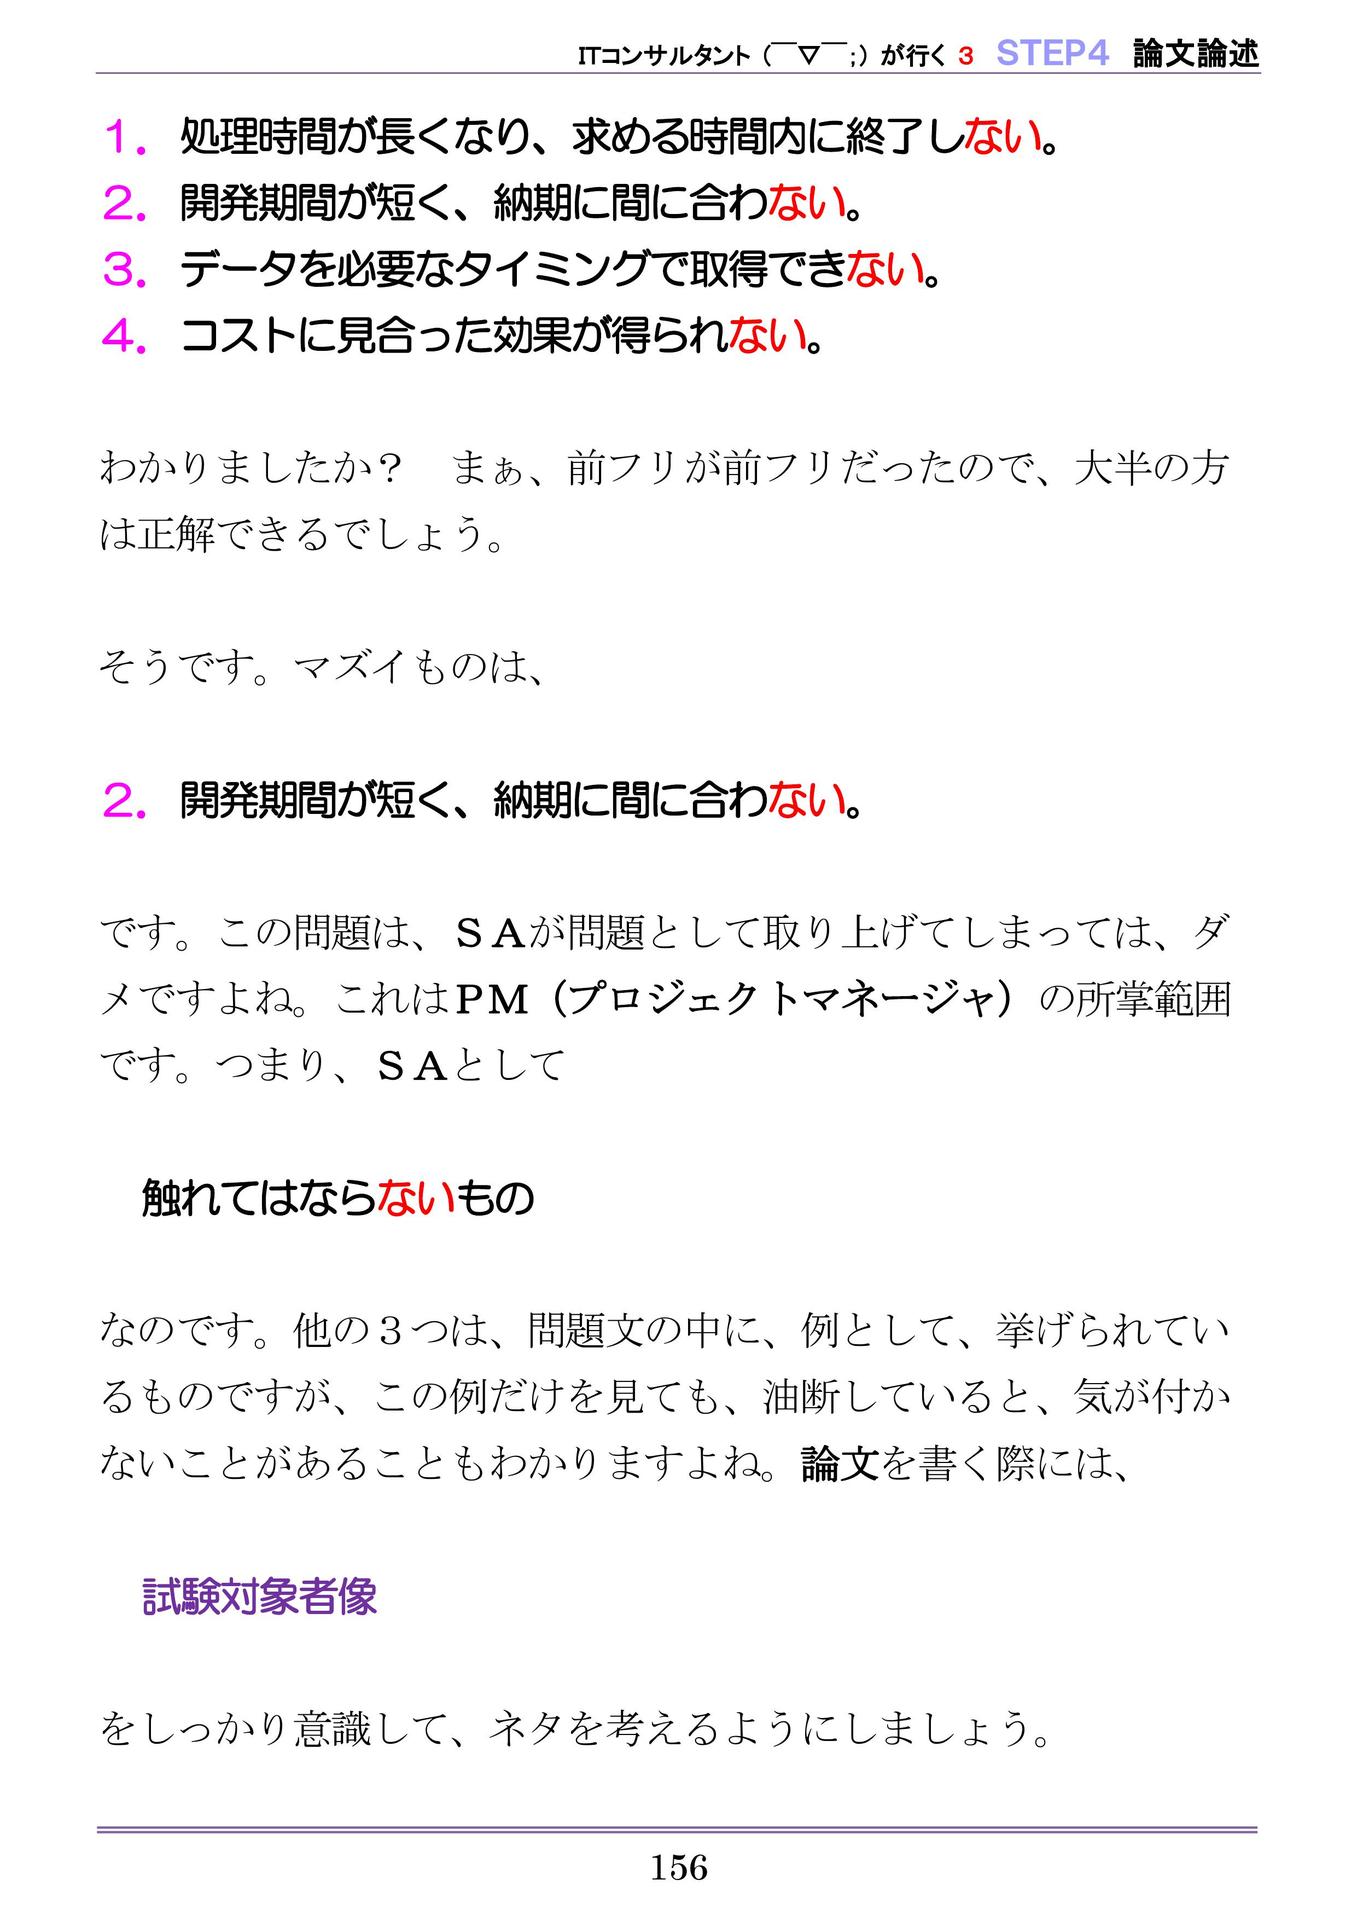 ITコンサルタント（￣▽￣；）が行く 3 STEP4 論文論述
１．処理時間が長くなり、求める時間内に終了しない。
２．開発期間が短く、納期に間に合わない。
３．データを必要なタイミングで取得できない。
４．コストに見合った効果が得られない。
わかりましたか？　まぁ、前フリが前フリだったので、大半の方
は正解できるでしょう。
そうです。マズイものは、
２．開発期間が短く、納期に間に合わない。
です。この問題は、ＳＡが問題として取り上げてしまっては、ダ
メですよね。これはＰＭ（プロジェクトマネージャ）の所掌範囲
です。つまり、ＳＡとして
触れてはならないもの
なのです。他の３つは、問題文の中に、例として、挙げられてい
るものですが、この例だけを見ても、油断していると、気が付か
ないことがあることもわかりますよね。論文を書く際には、
試験対象者像
をしっかり意識して、ネタを考えるようにしましょう。
156